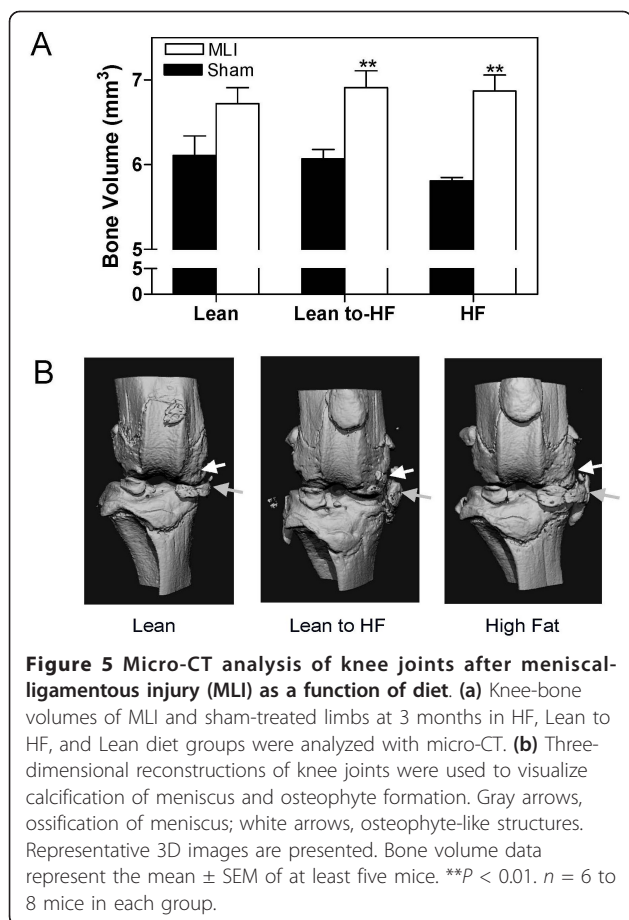 A
MLI
Sham
** **
Bone Volume (mm³)
7
6
5
5
0
Lean Lean to-HF HF
B
Lean Lean to HF High Fat
Figure 5 Micro-CT analysis of knee joints after meniscal-
ligamentous injury (MLI) as a function of diet. (a) Knee-bone
volumes of MLI and sham-treated limbs at 3 months in HF, Lean to
HF, and Lean diet groups were analyzed with micro-CT. (b) Three-
dimensional reconstructions of knee joints were used to visualize
calcification of meniscus and osteophyte formation. Gray arrows,
ossification of meniscus; white arrows, osteophyte-like structures.
Representative 3D images are presented. Bone volume data
represent the mean ± SEM of at least five mice. **P < 0.01. n = 6 to
8 mice in each group.